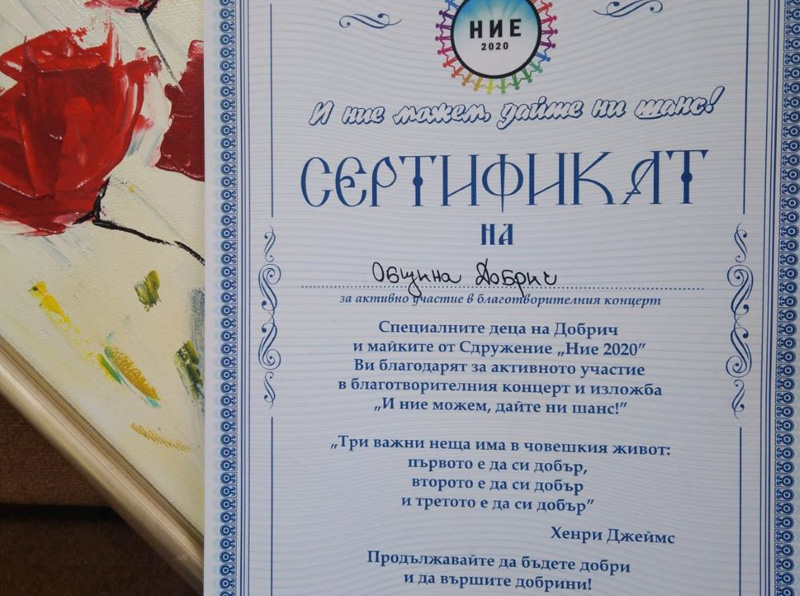 НИЕ
2020
И ние можем, дайте ни шанс!
СЕРТИФИКАТ
НА
Община Добрич
за активно участие в благотворителния концерт
Специалните деца на Добрич
и майките от Сдружение „Ние 2020”
Ви благодарят за активното участие
в благотворителния концерт и изложба
„И ние можем, дайте ни шанс!”
„Три важни неща има в човешкия живот:
първото е да си добър,
второто е да си добър
и третото е да си добър”
Хенри Джеймс
Продължавайте да бъдете добри
и да вършите добрини!